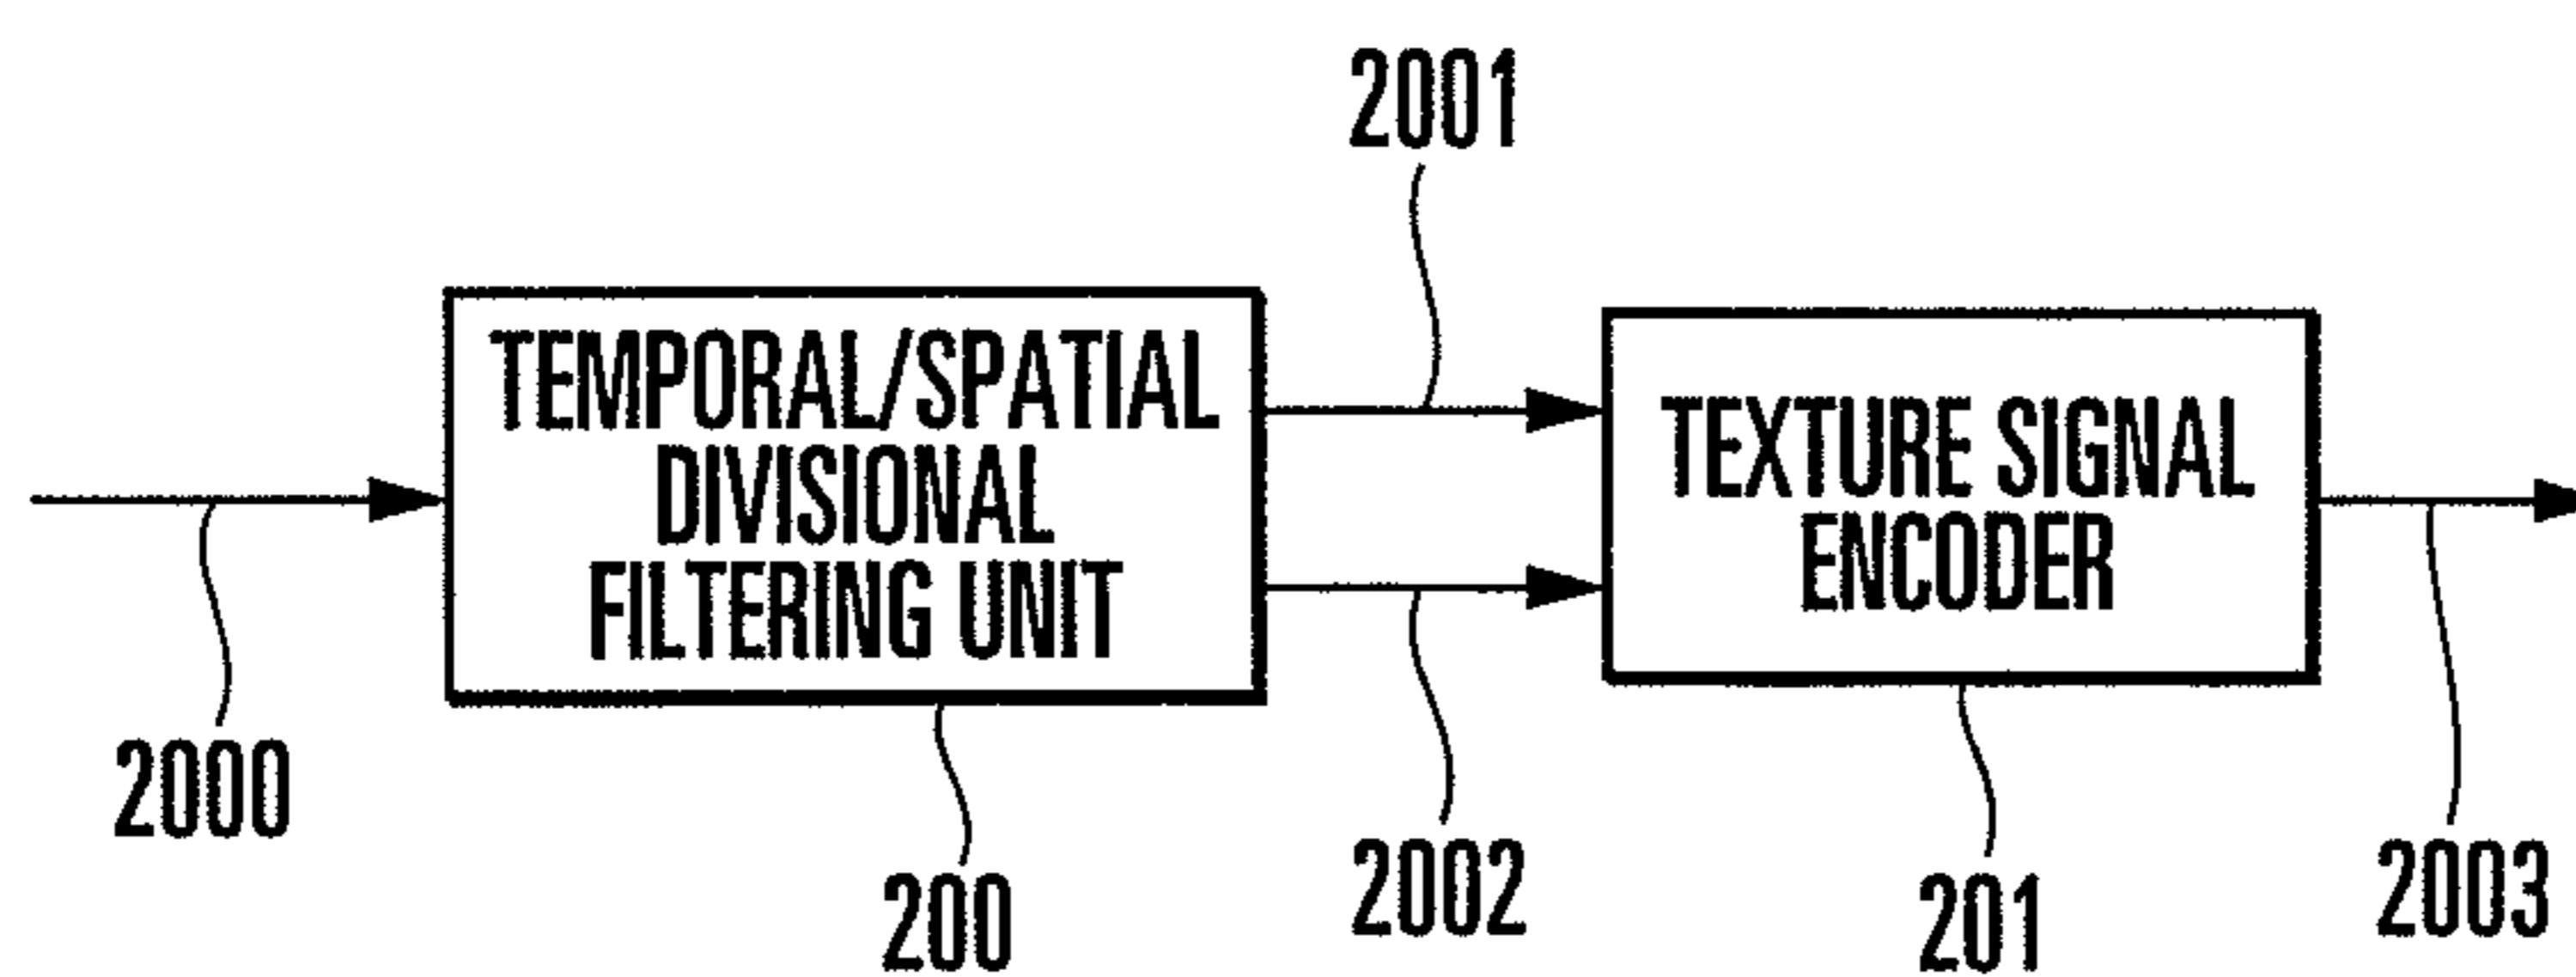 2001
TEMPORAL/SPATIAL
DIVISIONAL
FILTERING UNIT
TEXTURE SIGNAL
ENCODER
2000
200
2002
201
2003